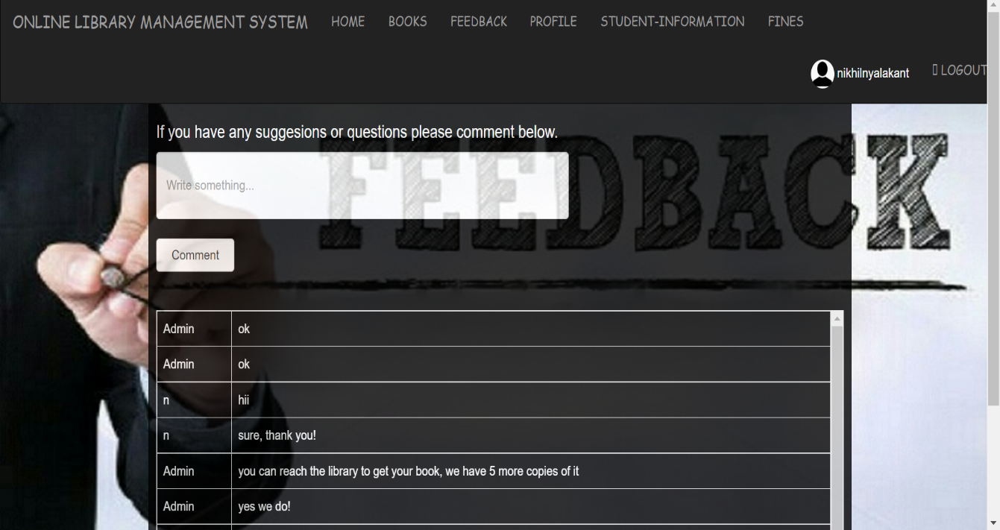 ONLINE LIBRARY MANAGEMENT SYSTEM HOME BOOKS FEEDBACK PROFILE STUDENT-INFORMATION FINES
nikhilnyalakant LOGOUT
If you have any suggesions or questions please comment below.
FEEDBACK
Write something...
Comment
Admin ok
Admin ok
n hii
n sure, thank you!
Admin you can reach the library to get your book, we have 5 more copies of it
Admin yes we do!